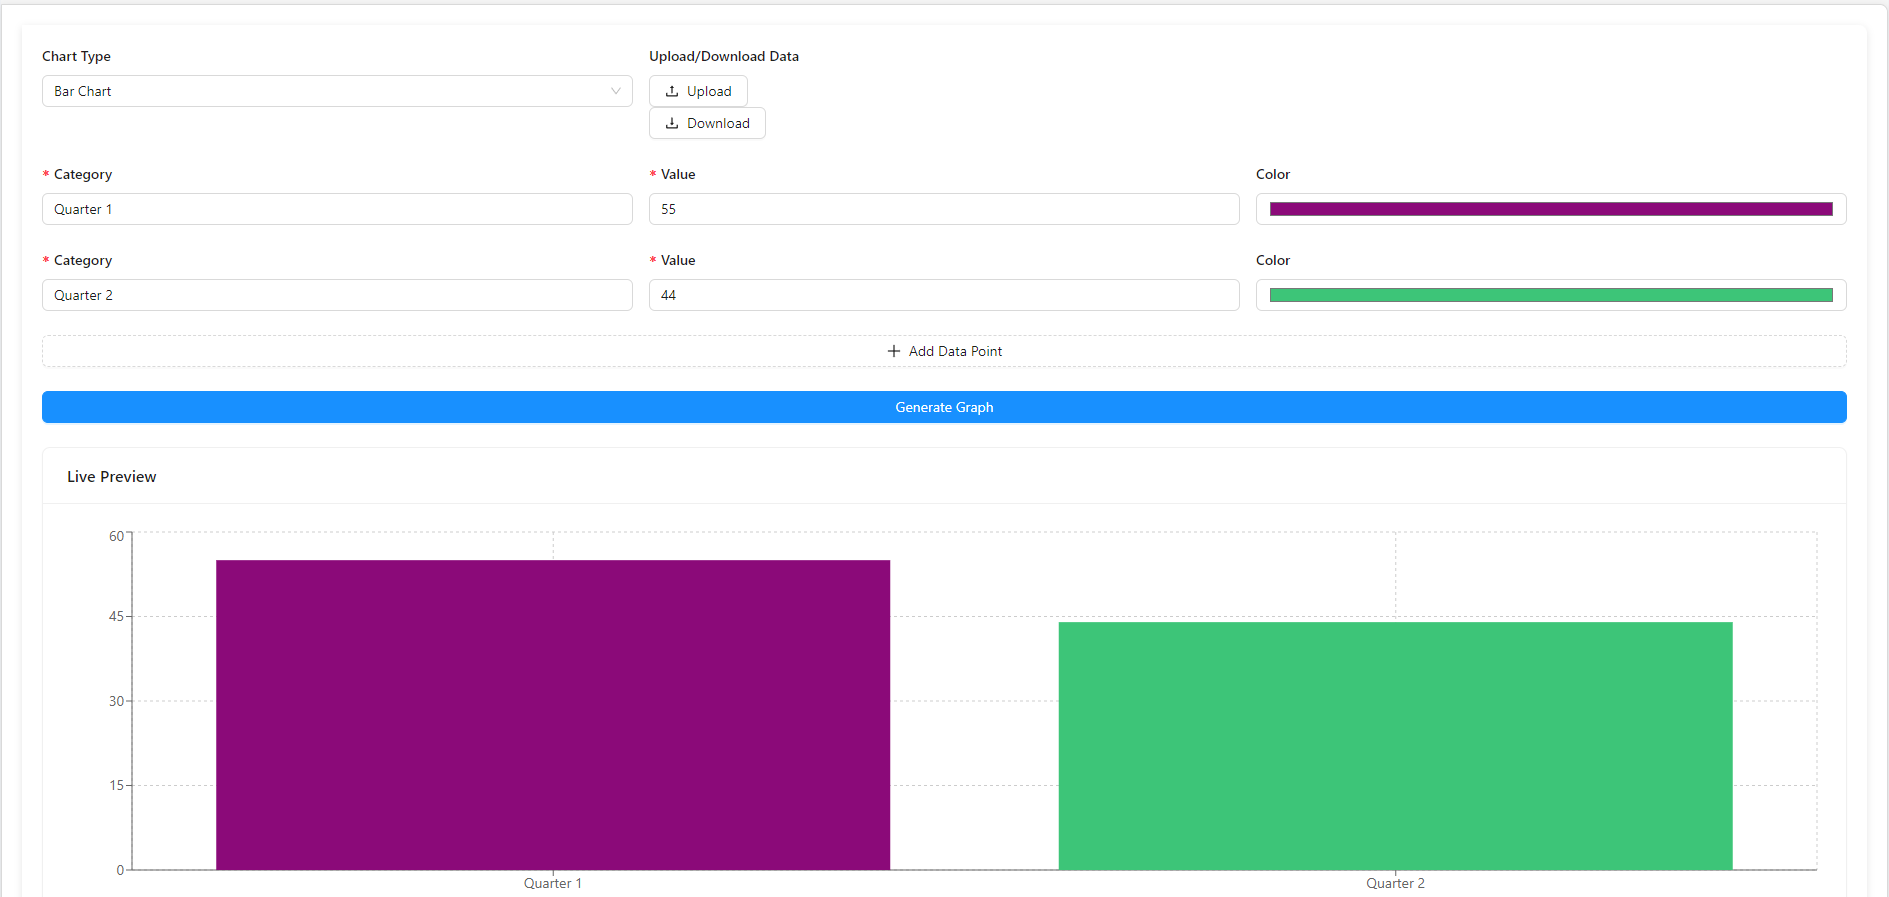 Chart Type
Upload/Download Data
Bar Chart
Upload
Download
* Category
* Value
Color
Quarter 1
55
* Category
* Value
Color
Quarter 2
44
Add Data Point
Generate Graph
Live Preview
60
45
30
15
0
Quarter 1
Quarter 2